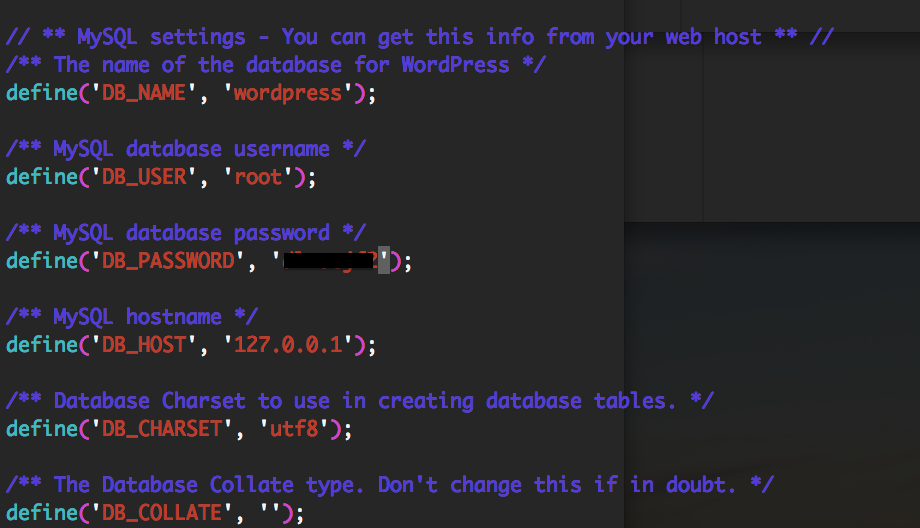 // ** MySQL settings - You can get this info from your web host ** //
/** The name of the database for WordPress */
define('DB_NAME', 'wordpress');
/** MySQL database username */
define('DB_USER', 'root');
/** MySQL database password */
define('DB_PASSWORD', '');
/** MySQL hostname */
define('DB_HOST', '127.0.0.1');
/** Database Charset to use in creating database tables. */
define('DB_CHARSET', 'utf8');
/** The Database Collate type. Don't change this if in doubt. */
define('DB_COLLATE', '');